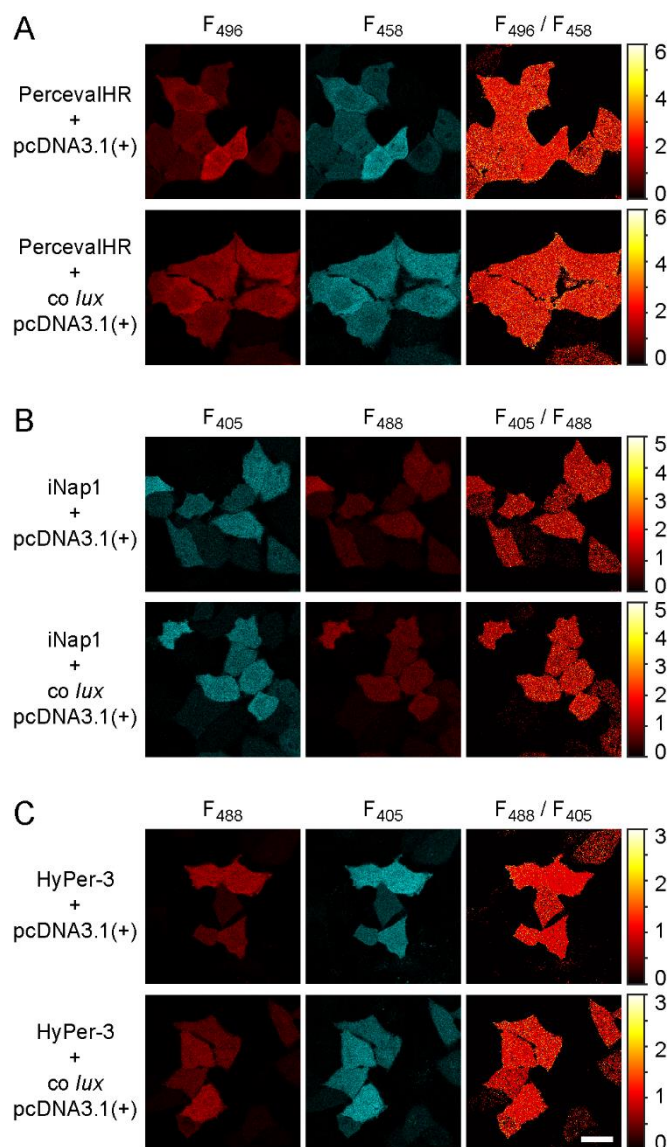 A
F496 F458 F496 / F458
PercevalHR
+
pcDNA3.1(+)
6
4
2
0
PercevalHR
+
co lux
pcDNA3.1(+)
6
4
2
0
B
F405 F488 F405 / F488
iNap1
+
pcDNA3.1(+)
5
4
3
2
1
0
iNap1
+
co lux
pcDNA3.1(+)
5
4
3
2
1
0
C
F488 F405 F488 / F405
HyPer-3
+
pcDNA3.1(+)
3
2
1
0
HyPer-3
+
co lux
pcDNA3.1(+)
3
2
1
0